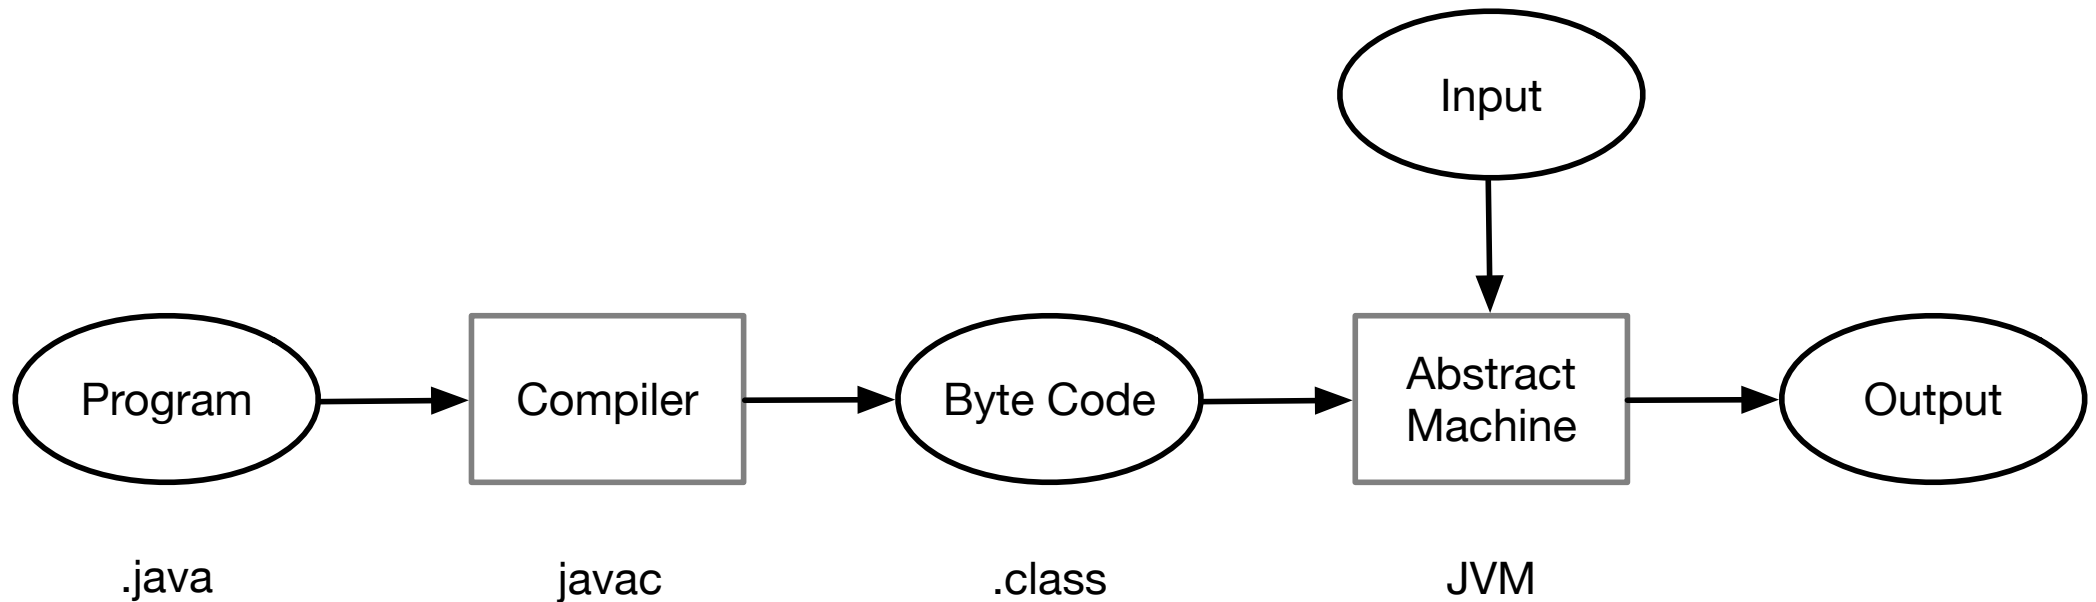 Input
Program
Compiler
Byte Code
Abstract
Machine
Output
.java
javac
.class
JVM